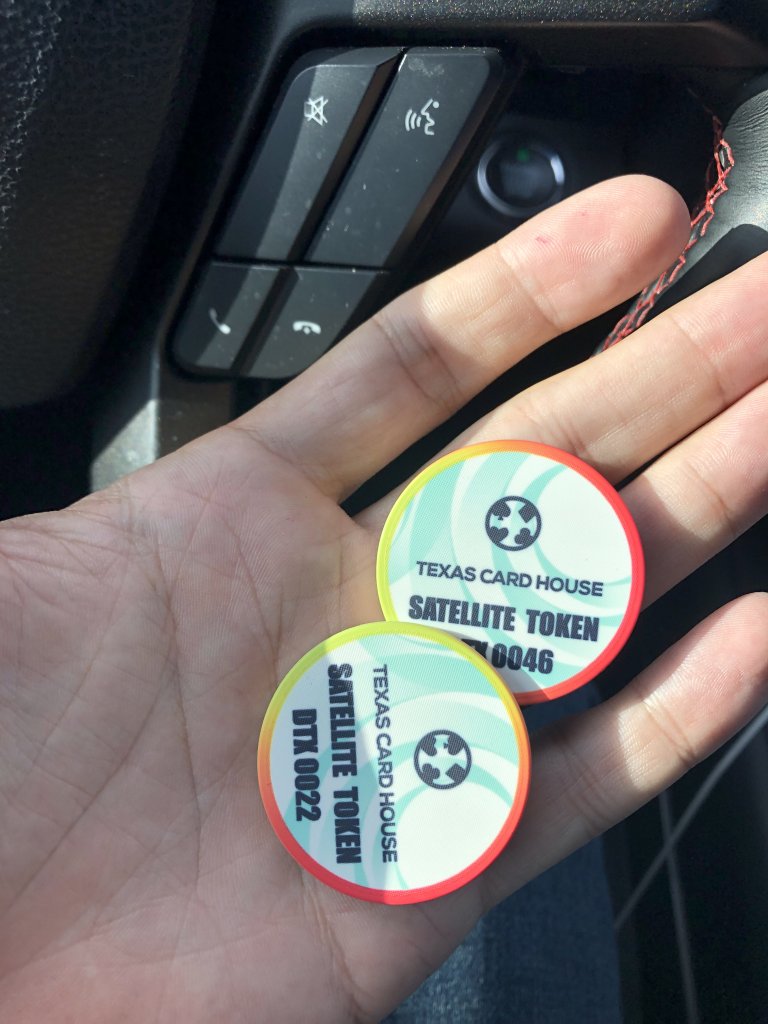 TEXAS CARD HOUSE
SATELLITE TOKEN
0046
TEXAS CARD HOUSE
SATELLITE TOKEN
DTX 0022